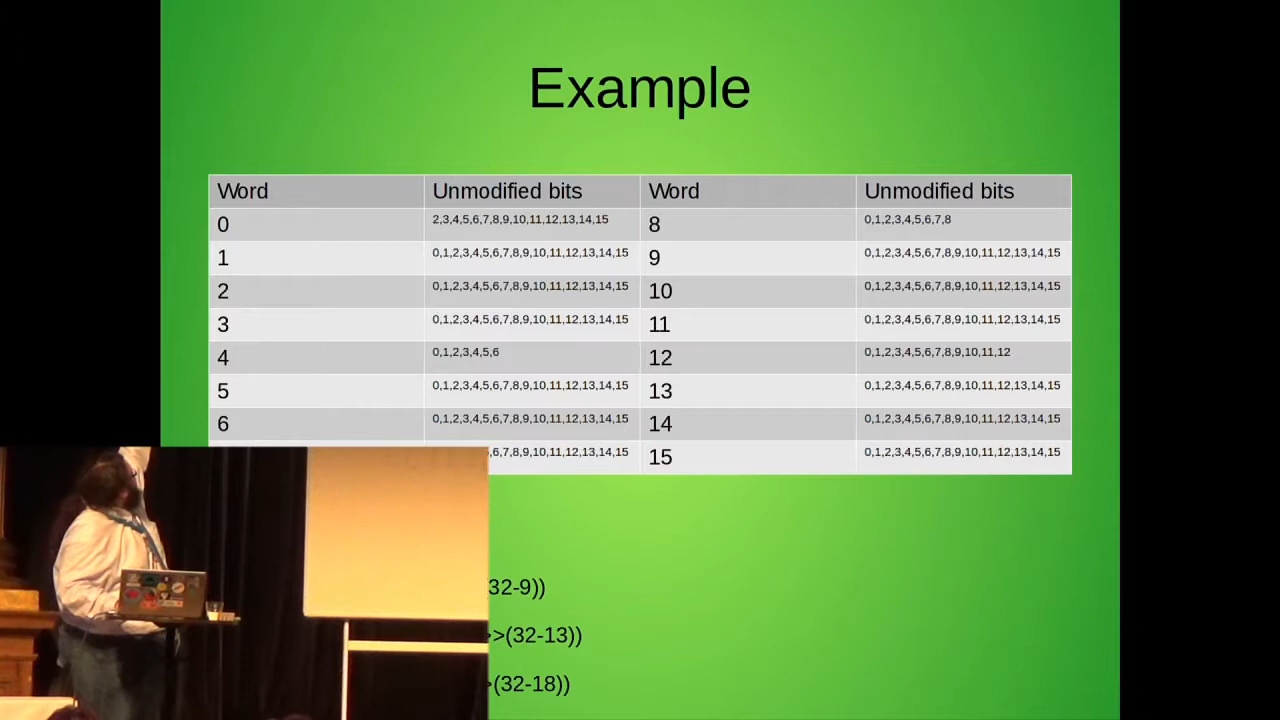 Example
Word Unmodified bits Word Unmodified bits
0 2,3,4,5,6,7,8,9,10,11,12,13,14,15 8 0,1,2,3,4,5,6,7,8
1 0,1,2,3,4,5,6,7,8,9,10,11,12,13,14,15 9 0,1,2,3,4,5,6,7,8,9,10,11,12,13,14,15
2 0,1,2,3,4,5,6,7,8,9,10,11,12,13,14,15 10 0,1,2,3,4,5,6,7,8,9,10,11,12,13,14,15
3 0,1,2,3,4,5,6,7,8,9,10,11,12,13,14,15 11 0,1,2,3,4,5,6,7,8,9,10,11,12,13,14,15
4 0,1,2,3,4,5,6 12 0,1,2,3,4,5,6,7,8,9,10,11,12
5 0,1,2,3,4,5,6,7,8,9,10,11,12,13,14,15 13 0,1,2,3,4,5,6,7,8,9,10,11,12,13,14,15
6 0,1,2,3,4,5,6,7,8,9,10,11,12,13,14,15 14 0,1,2,3,4,5,6,7,8,9,10,11,12,13,14,15
,6,7,8,9,10,11,12,13,14,15 15 0,1,2,3,4,5,6,7,8,9,10,11,12,13,14,15
32-9))
>(32-13))
(32-18))